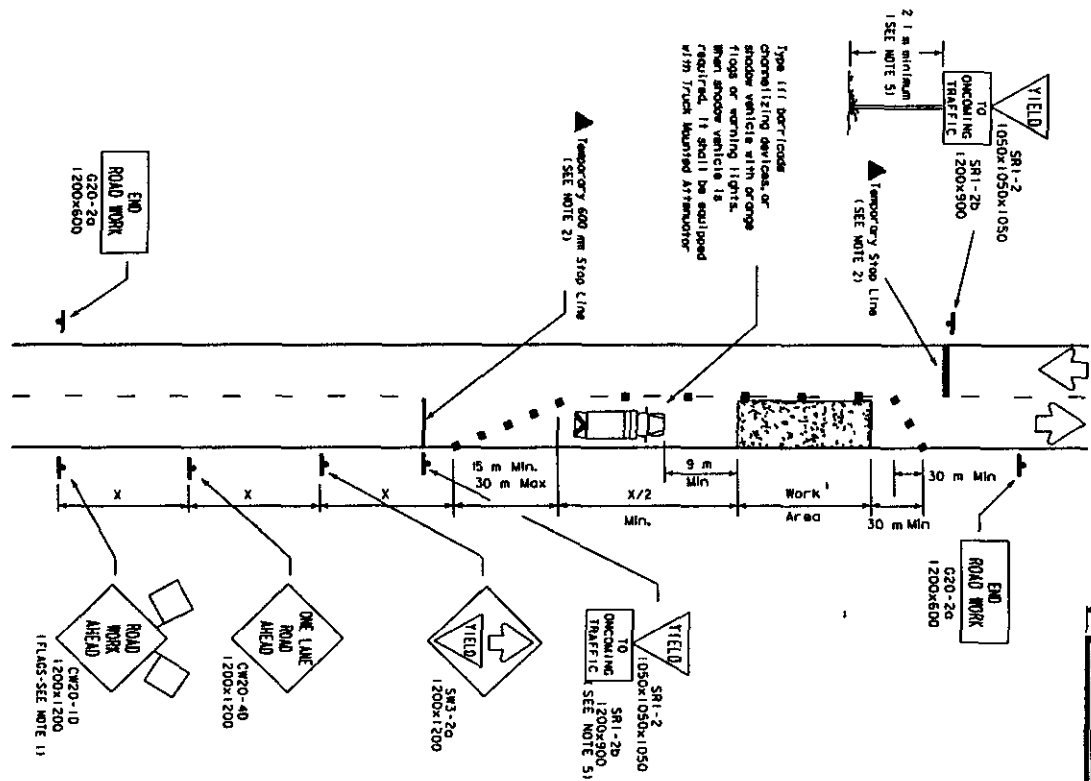 2.1 m minimum
(SEE NOTE 5)
YIELD
TO
ONCOMING
TRAFFIC
SR1-2
1050x1050x1050
SR1-2b
1200x900
▲ Temporary Stop Line
(SEE NOTE 2)
Type III barricade
channelizing devices, or
shadow vehicle with orange
flags or warning lights.
When shadow vehicle is
required, it shall be equipped
with Truck Mounted Attenuator
▲ Temporary 600 mm Stop Line
(SEE NOTE 2)
END
ROAD WORK
G20-2a
1200x600
X
X
X
15 m Min.
30 m Max
X/2
Min.
9 m
Min
Work
Area
30 m Min
30 m Min
ROAD
WORK
AHEAD
CW20-1D
1200x1200
(FLAGS-SEE NOTE 1)
ONE LANE
ROAD
AHEAD
CW20-4D
1200x1200
YIELD
SW3-2a
1200x1200
YIELD
TO
ONCOMING
TRAFFIC
SR1-2
1050x1050x1050
SR1-2b
1200x900
(SEE NOTE 5)
END
ROAD WORK
G20-2a
1200x600